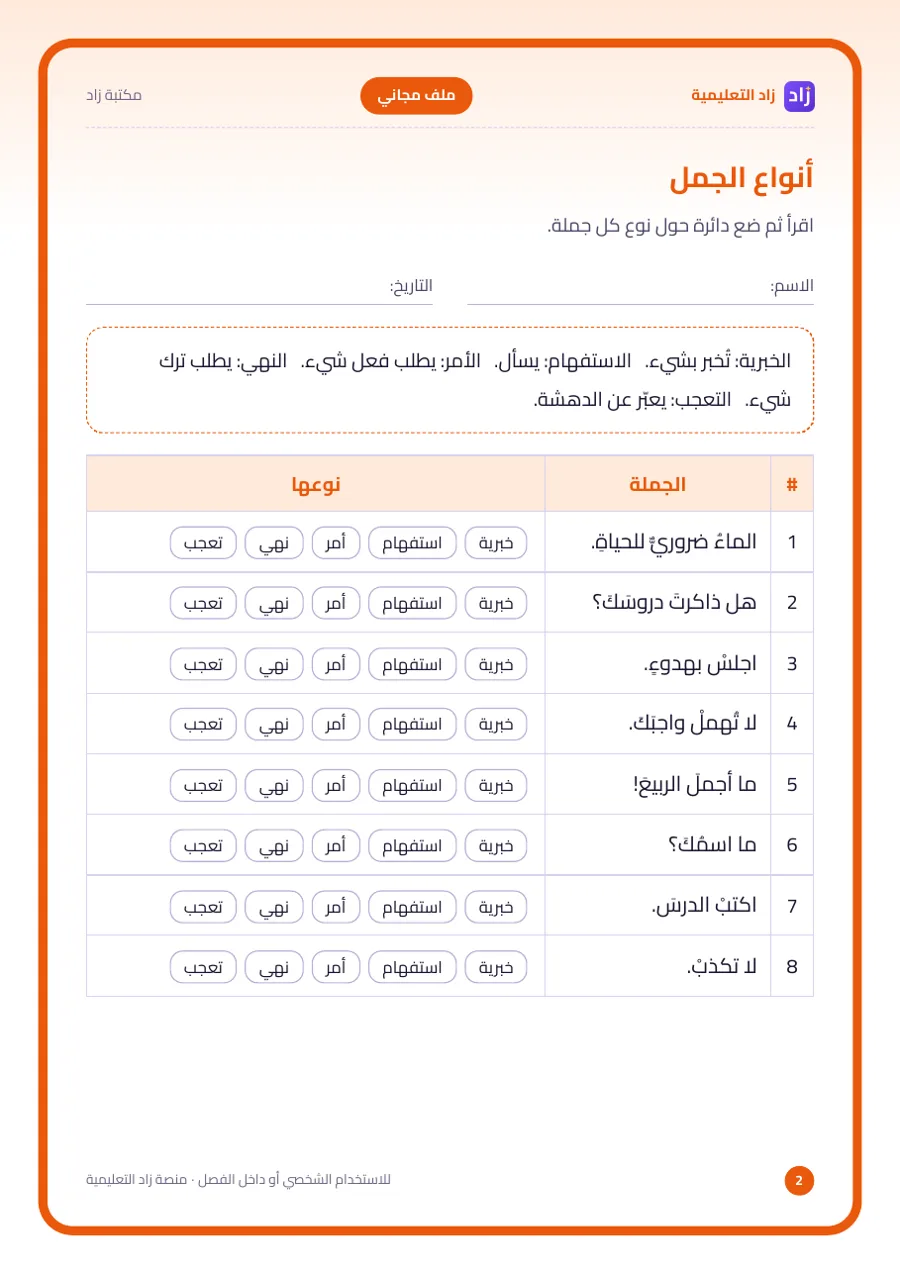 زاد زاد التعليمية ملف مجاني مكتبة زاد
أنواع الجمل
اقرأ ثم ضع دائرة حول نوع كل جملة.
الاسم: التاريخ:
الخبرية: تُخبر بشيء. الاستفهام: يسأل. الأمر: يطلب فعل شيء. النهي: يطلب ترك
شيء. التعجب: يعبّر عن الدهشة.
# الجملة نوعها
1 الماءُ ضروريٌّ للحياةِ. خبرية استفهام أمر نهي تعجب
2 هل ذاكرتَ دروسَكَ؟ خبرية استفهام أمر نهي تعجب
3 اجلسْ بهدوءٍ. خبرية استفهام أمر نهي تعجب
4 لا تُهملْ واجبَكَ. خبرية استفهام أمر نهي تعجب
5 ما أجملَ الربيعَ! خبرية استفهام أمر نهي تعجب
6 ما اسمُكَ؟ خبرية استفهام أمر نهي تعجب
7 اكتبْ الدرسَ. خبرية استفهام أمر نهي تعجب
8 لا تكذبْ. خبرية استفهام أمر نهي تعجب
2 للاستخدام الشخصي أو داخل الفصل · منصة زاد التعليمية